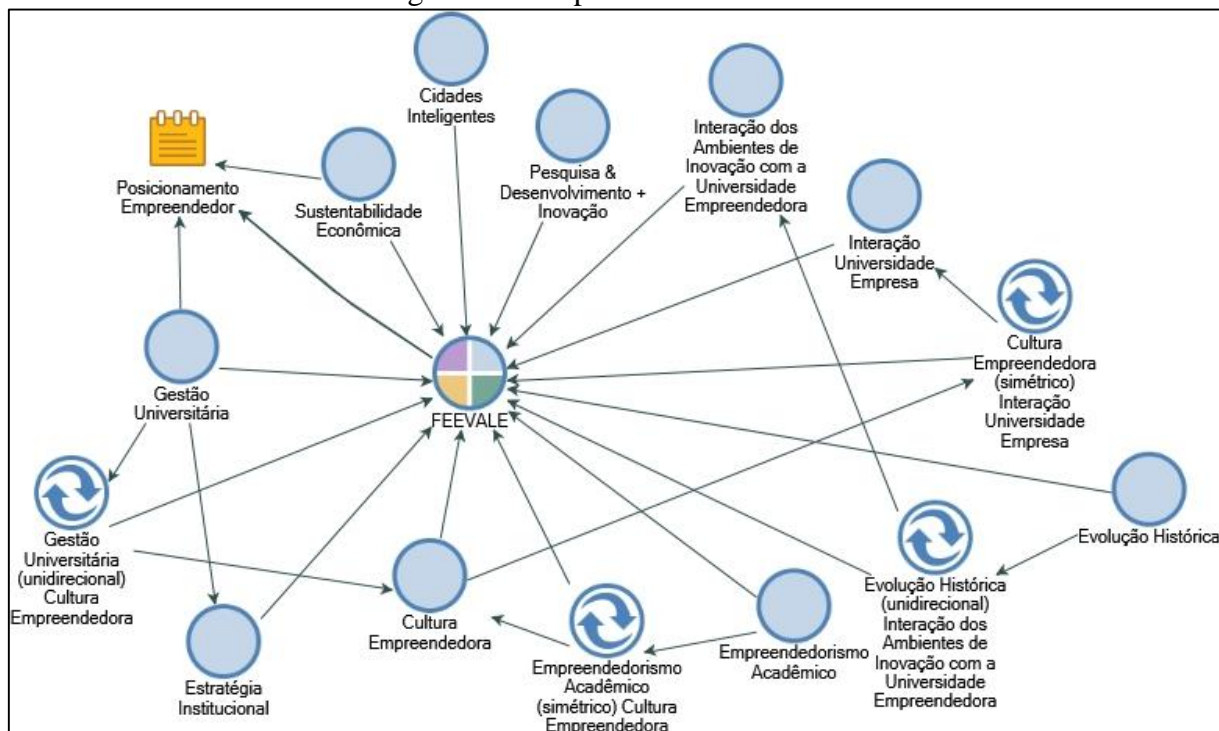 Cidades
Inteligentes
Interação dos
Ambientes de
Inovação com a
Universidade
Empreendedora
Pesquisa &
Desenvolvimento +
Inovação
Posicionamento
Empreendedor
Sustentabilidade
Econômica
Interação
Universidade
Empresa
Cultura
Empreendedora
(simétrico)
Interação
Universidade
Empresa
Gestão
Universitária
FEEVALE
Gestão
Universitária
(unidirecional)
Cultura
Empreendedora
Evolução Histórica
Evolução Histórica
(unidirecional)
Interação dos
Ambientes de
Inovação com a
Universidade
Empreendedora
Cultura
Empreendedora
Empreendedorismo
Acadêmico
Empreendedorismo
Acadêmico
(simétrico) Cultura
Empreendedora
Estratégia
Institucional